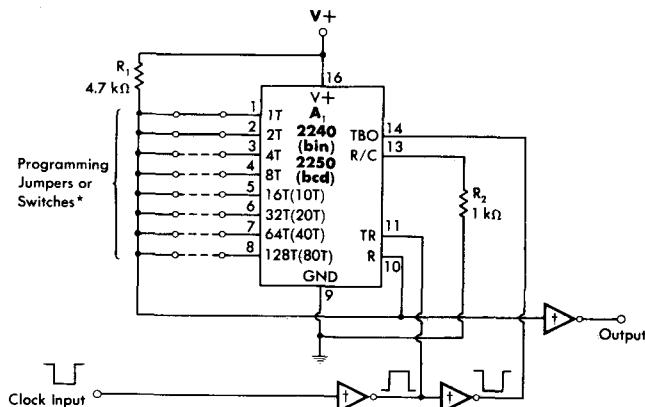 V+
R1
4.7 kΩ
16
V+
A1
1 1T
2 2T
3 4T
4 8T
5 16T(10T)
6 32T(20T)
7 64T(40T)
8 128T(80T)
2240
(bin)
2250
(bcd)
TBO 14
R/C 13
TR 11
R 10
GND
9
R2
1 kΩ
Programming
Jumpers or
Switches*
†
Output
Clock Input
†
†